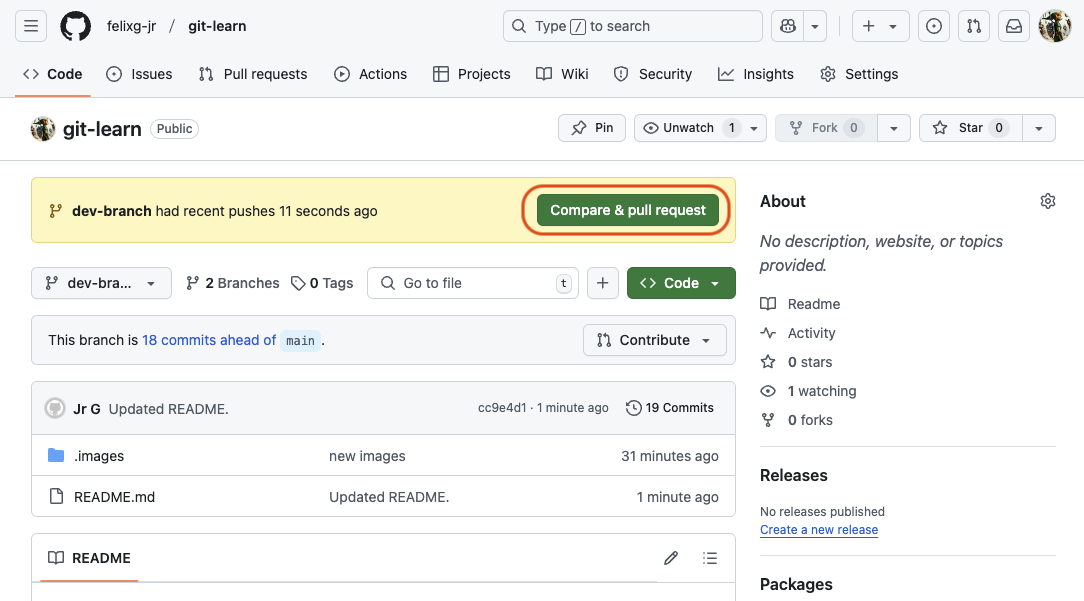 felixg-jr / git-learn
Type / to search
Code Issues Pull requests Actions Projects Wiki Security Insights Settings
git-learn Public
Pin Unwatch 1 Fork 0 Star 0
dev-branch had recent pushes 11 seconds ago
Compare & pull request
dev-bra... 2 Branches 0 Tags Go to file t + Code
This branch is 18 commits ahead of main .
Contribute
Jr G Updated README. cc9e4d1 · 1 minute ago 19 Commits
.images new images 31 minutes ago
README.md Updated README. 1 minute ago
README
About
No description, website, or topics
provided.
Readme
Activity
0 stars
1 watching
0 forks
Releases
No releases published
Create a new release
Packages